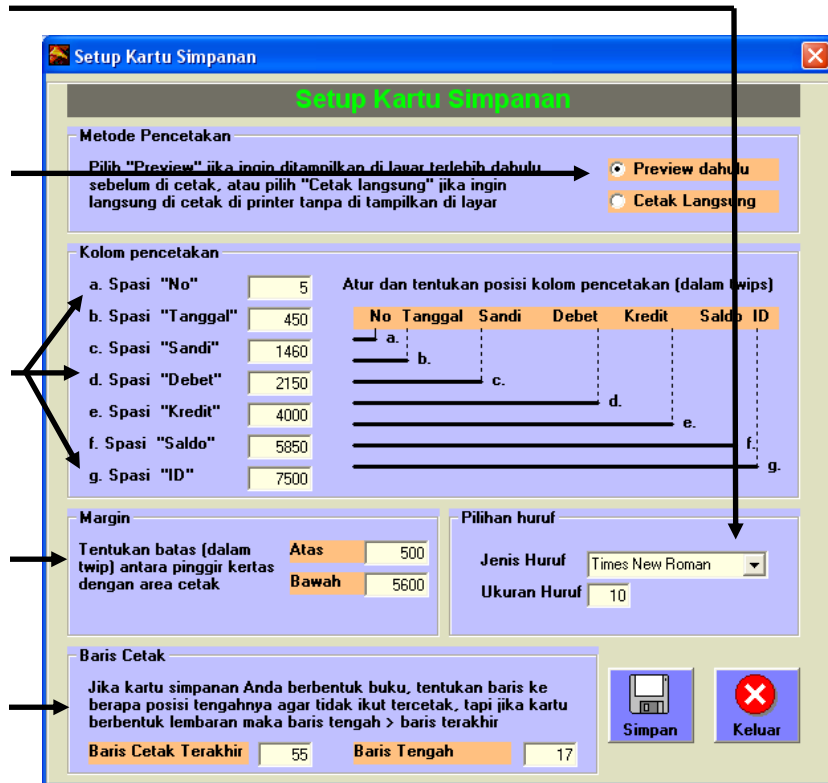 Setup Kartu Simpanan
Setup Kartu Simpanan
Metode Pencetakan
Pilih "Preview" jika ingin ditampilkan di layar terlebih dahulu
sebelum di cetak, atau pilih "Cetak langsung" jika ingin
langsung di cetak di printer tanpa di tampilkan di layar
Preview dahulu
Cetak Langsung
Kolom pencetakan
a. Spasi "No" 5
b. Spasi "Tanggal" 450
c. Spasi "Sandi" 1460
d. Spasi "Debet" 2150
e. Spasi "Kredit" 4000
f. Spasi "Saldo" 5850
g. Spasi "ID" 7500
Atur dan tentukan posisi kolom pencetakan (dalam twips)
No Tanggal Sandi Debet Kredit Saldo ID
a.
b.
c.
d.
e.
f.
g.
Margin
Tentukan batas (dalam
twip) antara pinggir kertas
dengan area cetak
Atas 500
Bawah 5600
Pilihan huruf
Jenis Huruf Times New Roman
Ukuran Huruf 10
Baris Cetak
Jika kartu simpanan Anda berbentuk buku, tentukan baris ke
berapa posisi tengahnya agar tidak ikut tercetak, tapi jika kartu
berbentuk lembaran maka baris tengah > baris terakhir
Baris Cetak Terakhir 55 Baris Tengah 17
Simpan
Keluar